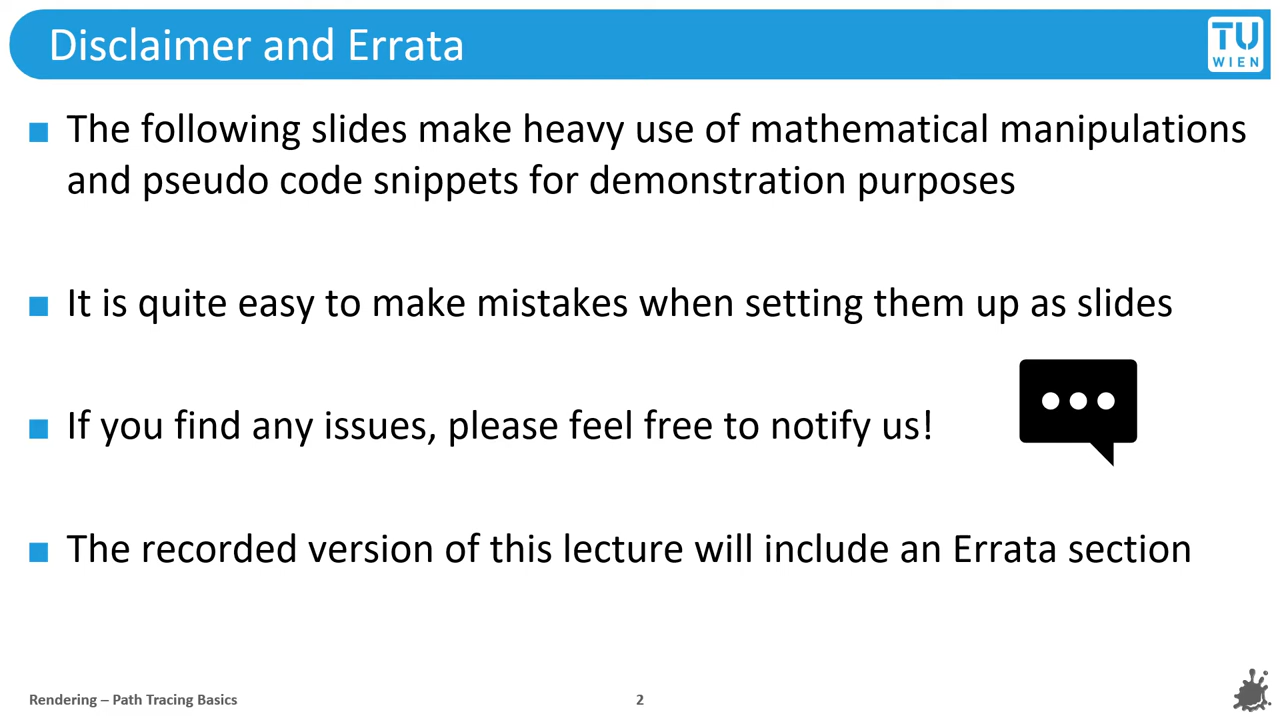 Disclaimer and Errata
TU
WIEN
The following slides make heavy use of mathematical manipulations
and pseudo code snippets for demonstration purposes
It is quite easy to make mistakes when setting them up as slides
If you find any issues, please feel free to notify us!
The recorded version of this lecture will include an Errata section
Rendering – Path Tracing Basics
2